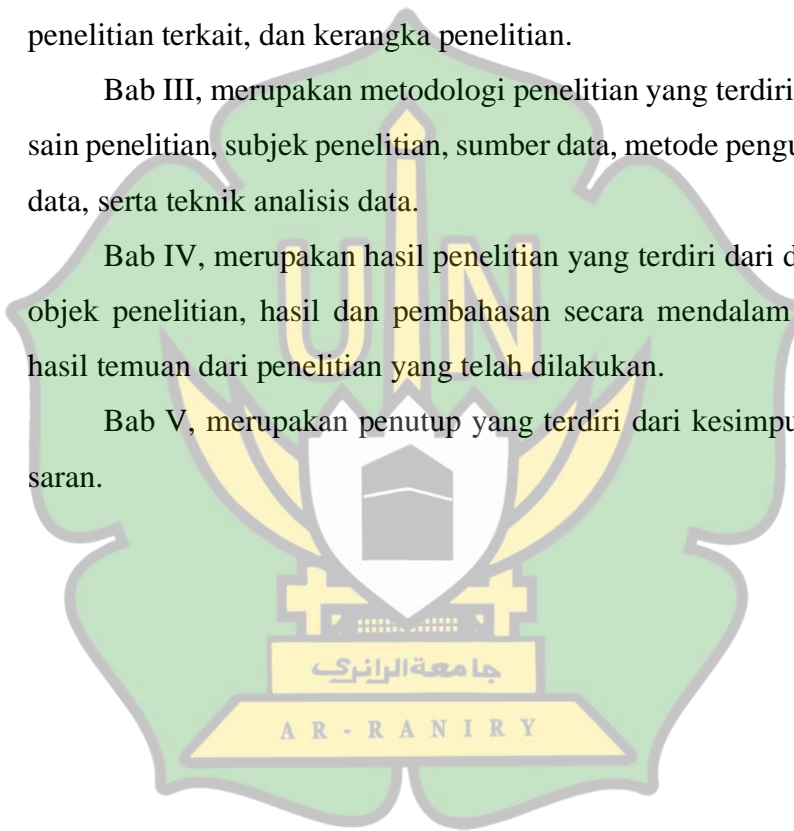 penelitian terkait, dan kerangka penelitian.
Bab III, merupakan metodologi penelitian yang terdiri
sain penelitian, subjek penelitian, sumber data, metode pengu
data, serta teknik analisis data.
Bab IV, merupakan hasil penelitian yang terdiri dari d
objek penelitian, hasil dan pembahasan secara mendalam
hasil temuan dari penelitian yang telah dilakukan.
Bab V, merupakan penutup yang terdiri dari kesimpu
saran.
UIN
جامعةالرانري
AR-RANIRY